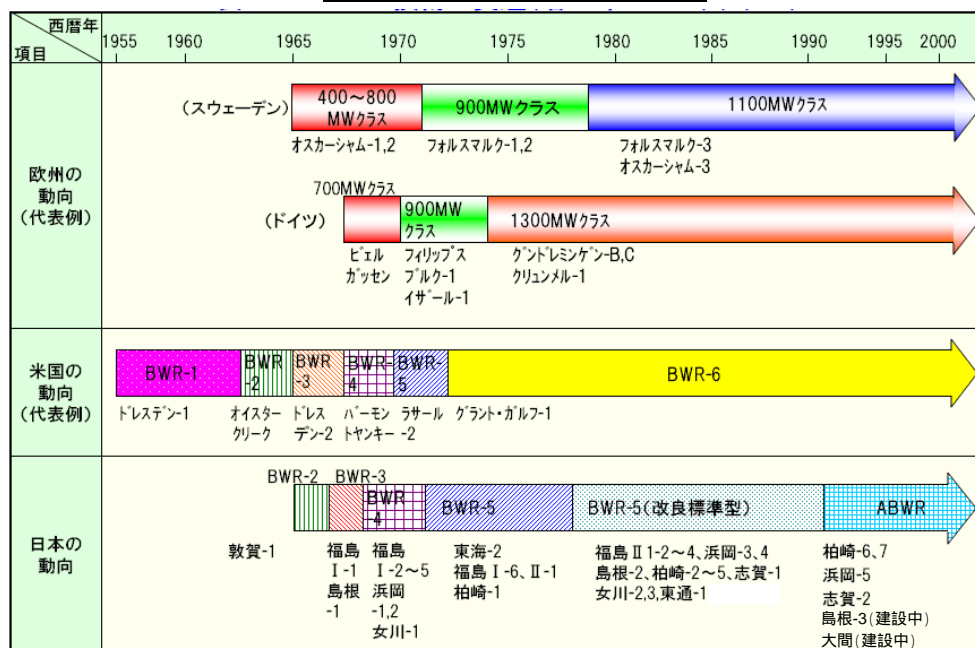 西暦年
項目
1955 1960 1965 1970 1975 1980 1985 1990 1995 2000
欧州の
動向
(代表例)
(スウェーデン)
400～800
MWクラス
900MWクラス
1100MWクラス
オスカーシャム-1,2
フォルスマルク-1,2
フォルスマルク-3
オスカーシャム-3
700MWクラス
(ドイツ)
900MW
クラス
1300MWクラス
ビェル
ガッセン
フィリップス
ブルク-1
イザール-1
グンドレミンゲン-B,C
クリュンメル-1
米国の
動向
(代表例)
BWR-1
BWR
-2
BWR
-3
BWR-
4
BWR-
5
BWR-6
ドレスデン-1
オイスター
クリーク
ドレス
デン-2
バーモン
トヤンキー
ラサール
-2
グラント・ガルフ-1
日本の
動向
BWR-2
BWR-3
BWR
-4
BWR-5
BWR-5(改良標準型)
ABWR
敦賀-1
福島
Ⅰ-1
島根
-1
福島
Ⅰ-2～5
浜岡
-1,2
女川-1
東海-2
福島Ⅰ-6、Ⅱ-1
柏崎-1
福島Ⅱ1-2～4、浜岡-3、4
島根-2、柏崎-2～5、志賀-1
女川-2,3、東通-1
柏崎-6、7
浜岡-5
志賀-2
島根-3(建設中)
大間(建設中)